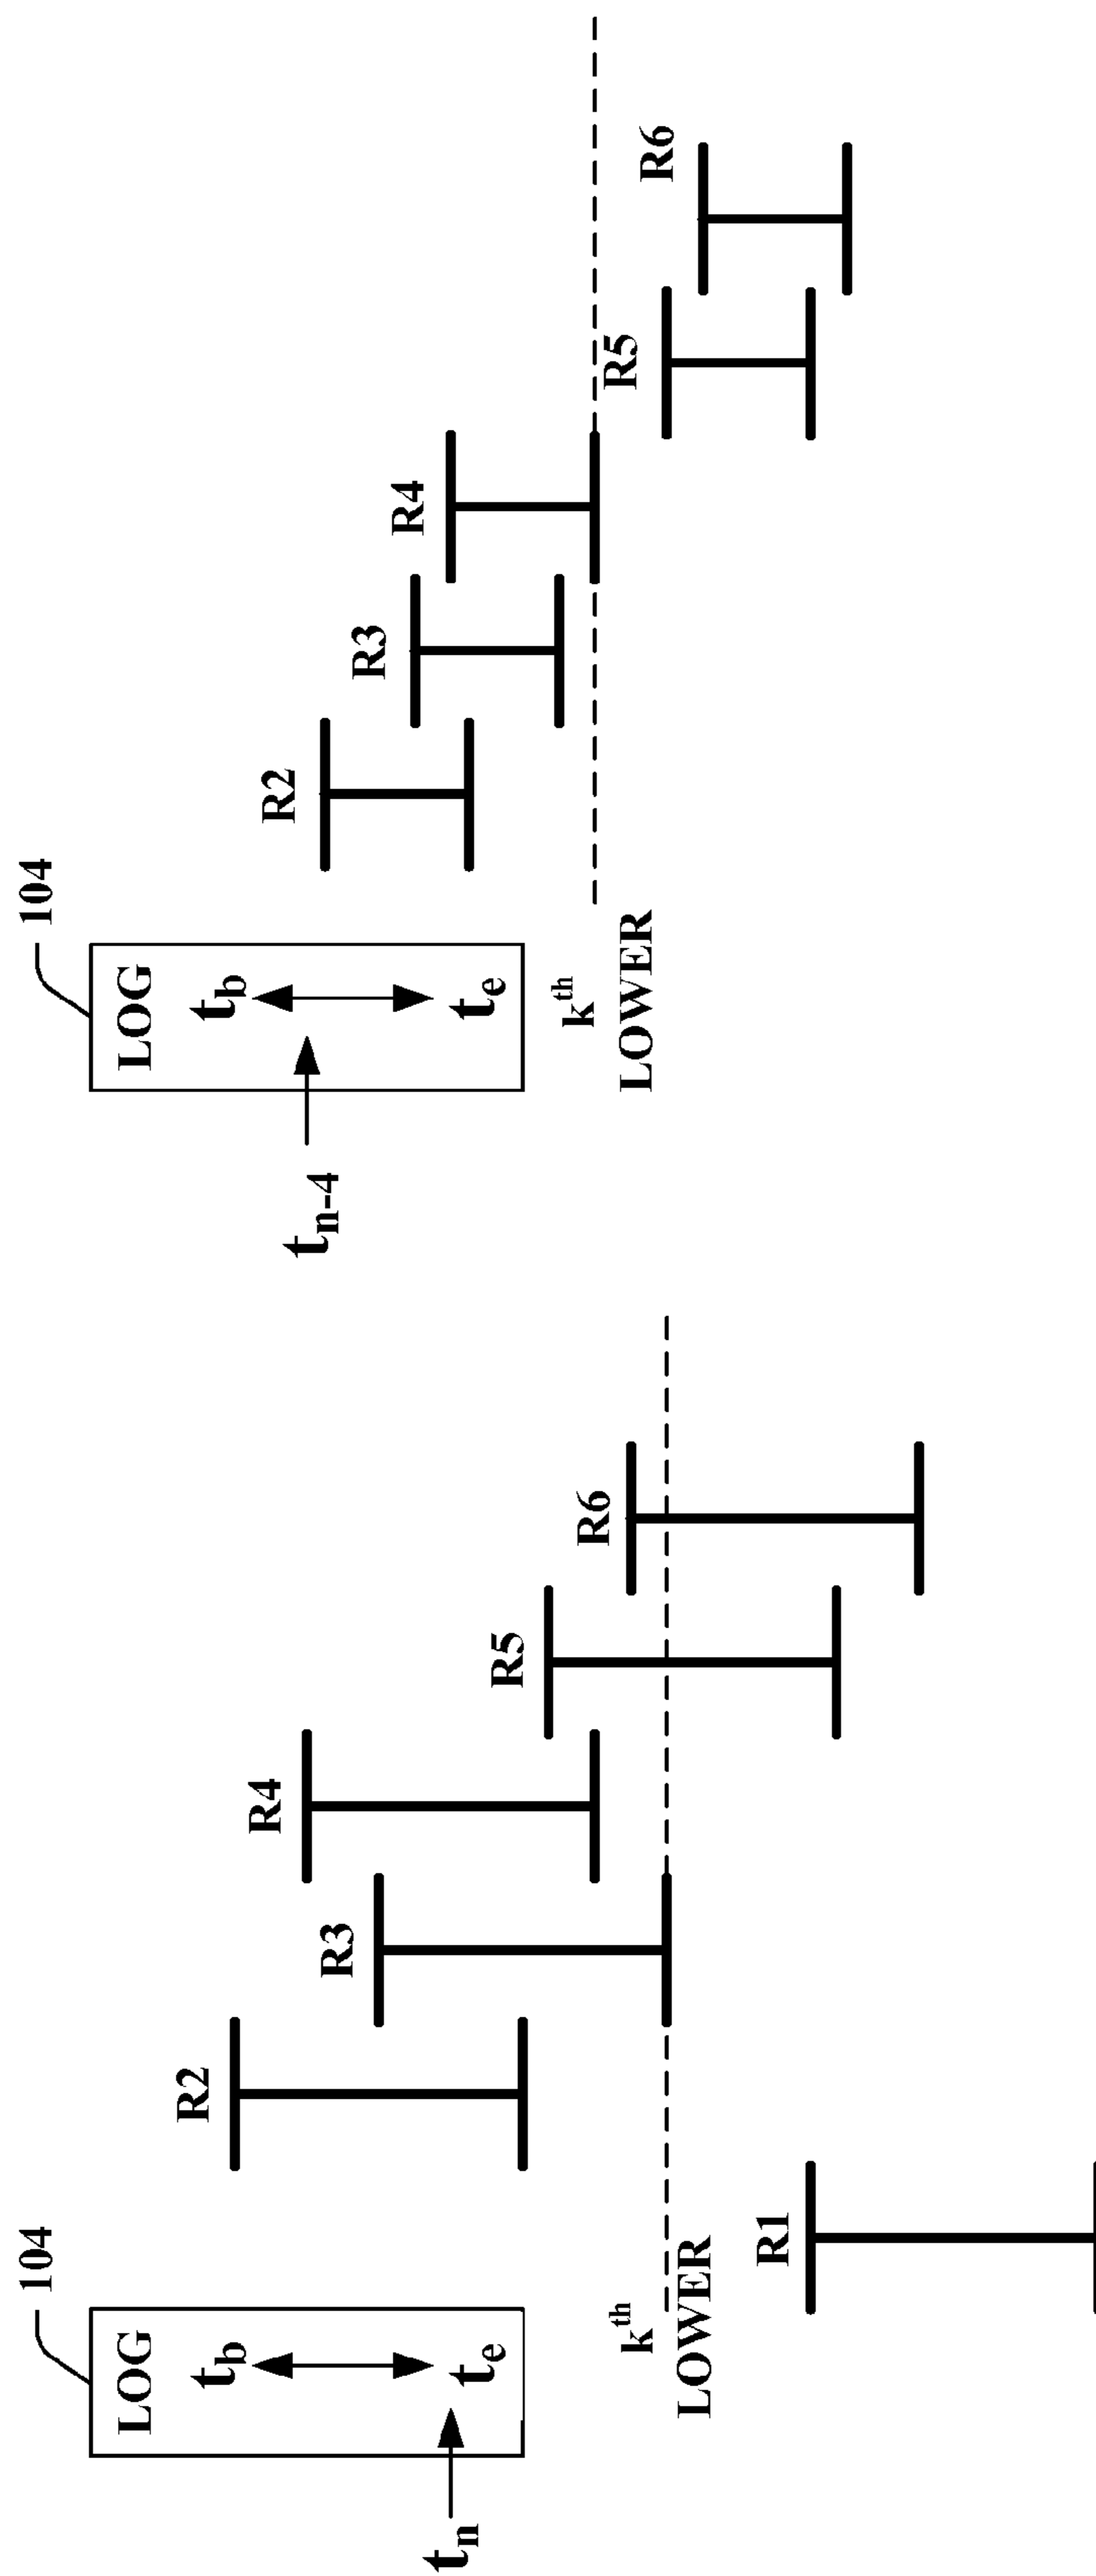 104
LOG
t_b
t_e
t_n
k^th
LOWER
R1
R2
R3
R4
R5
R6
104
LOG
t_b
t_e
t_n-4
k^th
LOWER
R2
R3
R4
R5
R6